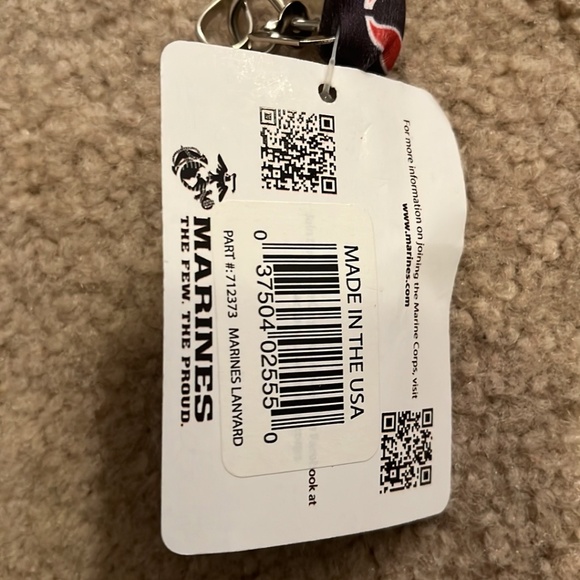 For more information on joining the Marine Corps, visit
www.marines.com
ook at
MADE IN THE USA
0 37504 02555 0
PART #: 712373 MARINES LANYARD
MARINES
THE FEW. THE PROUD.